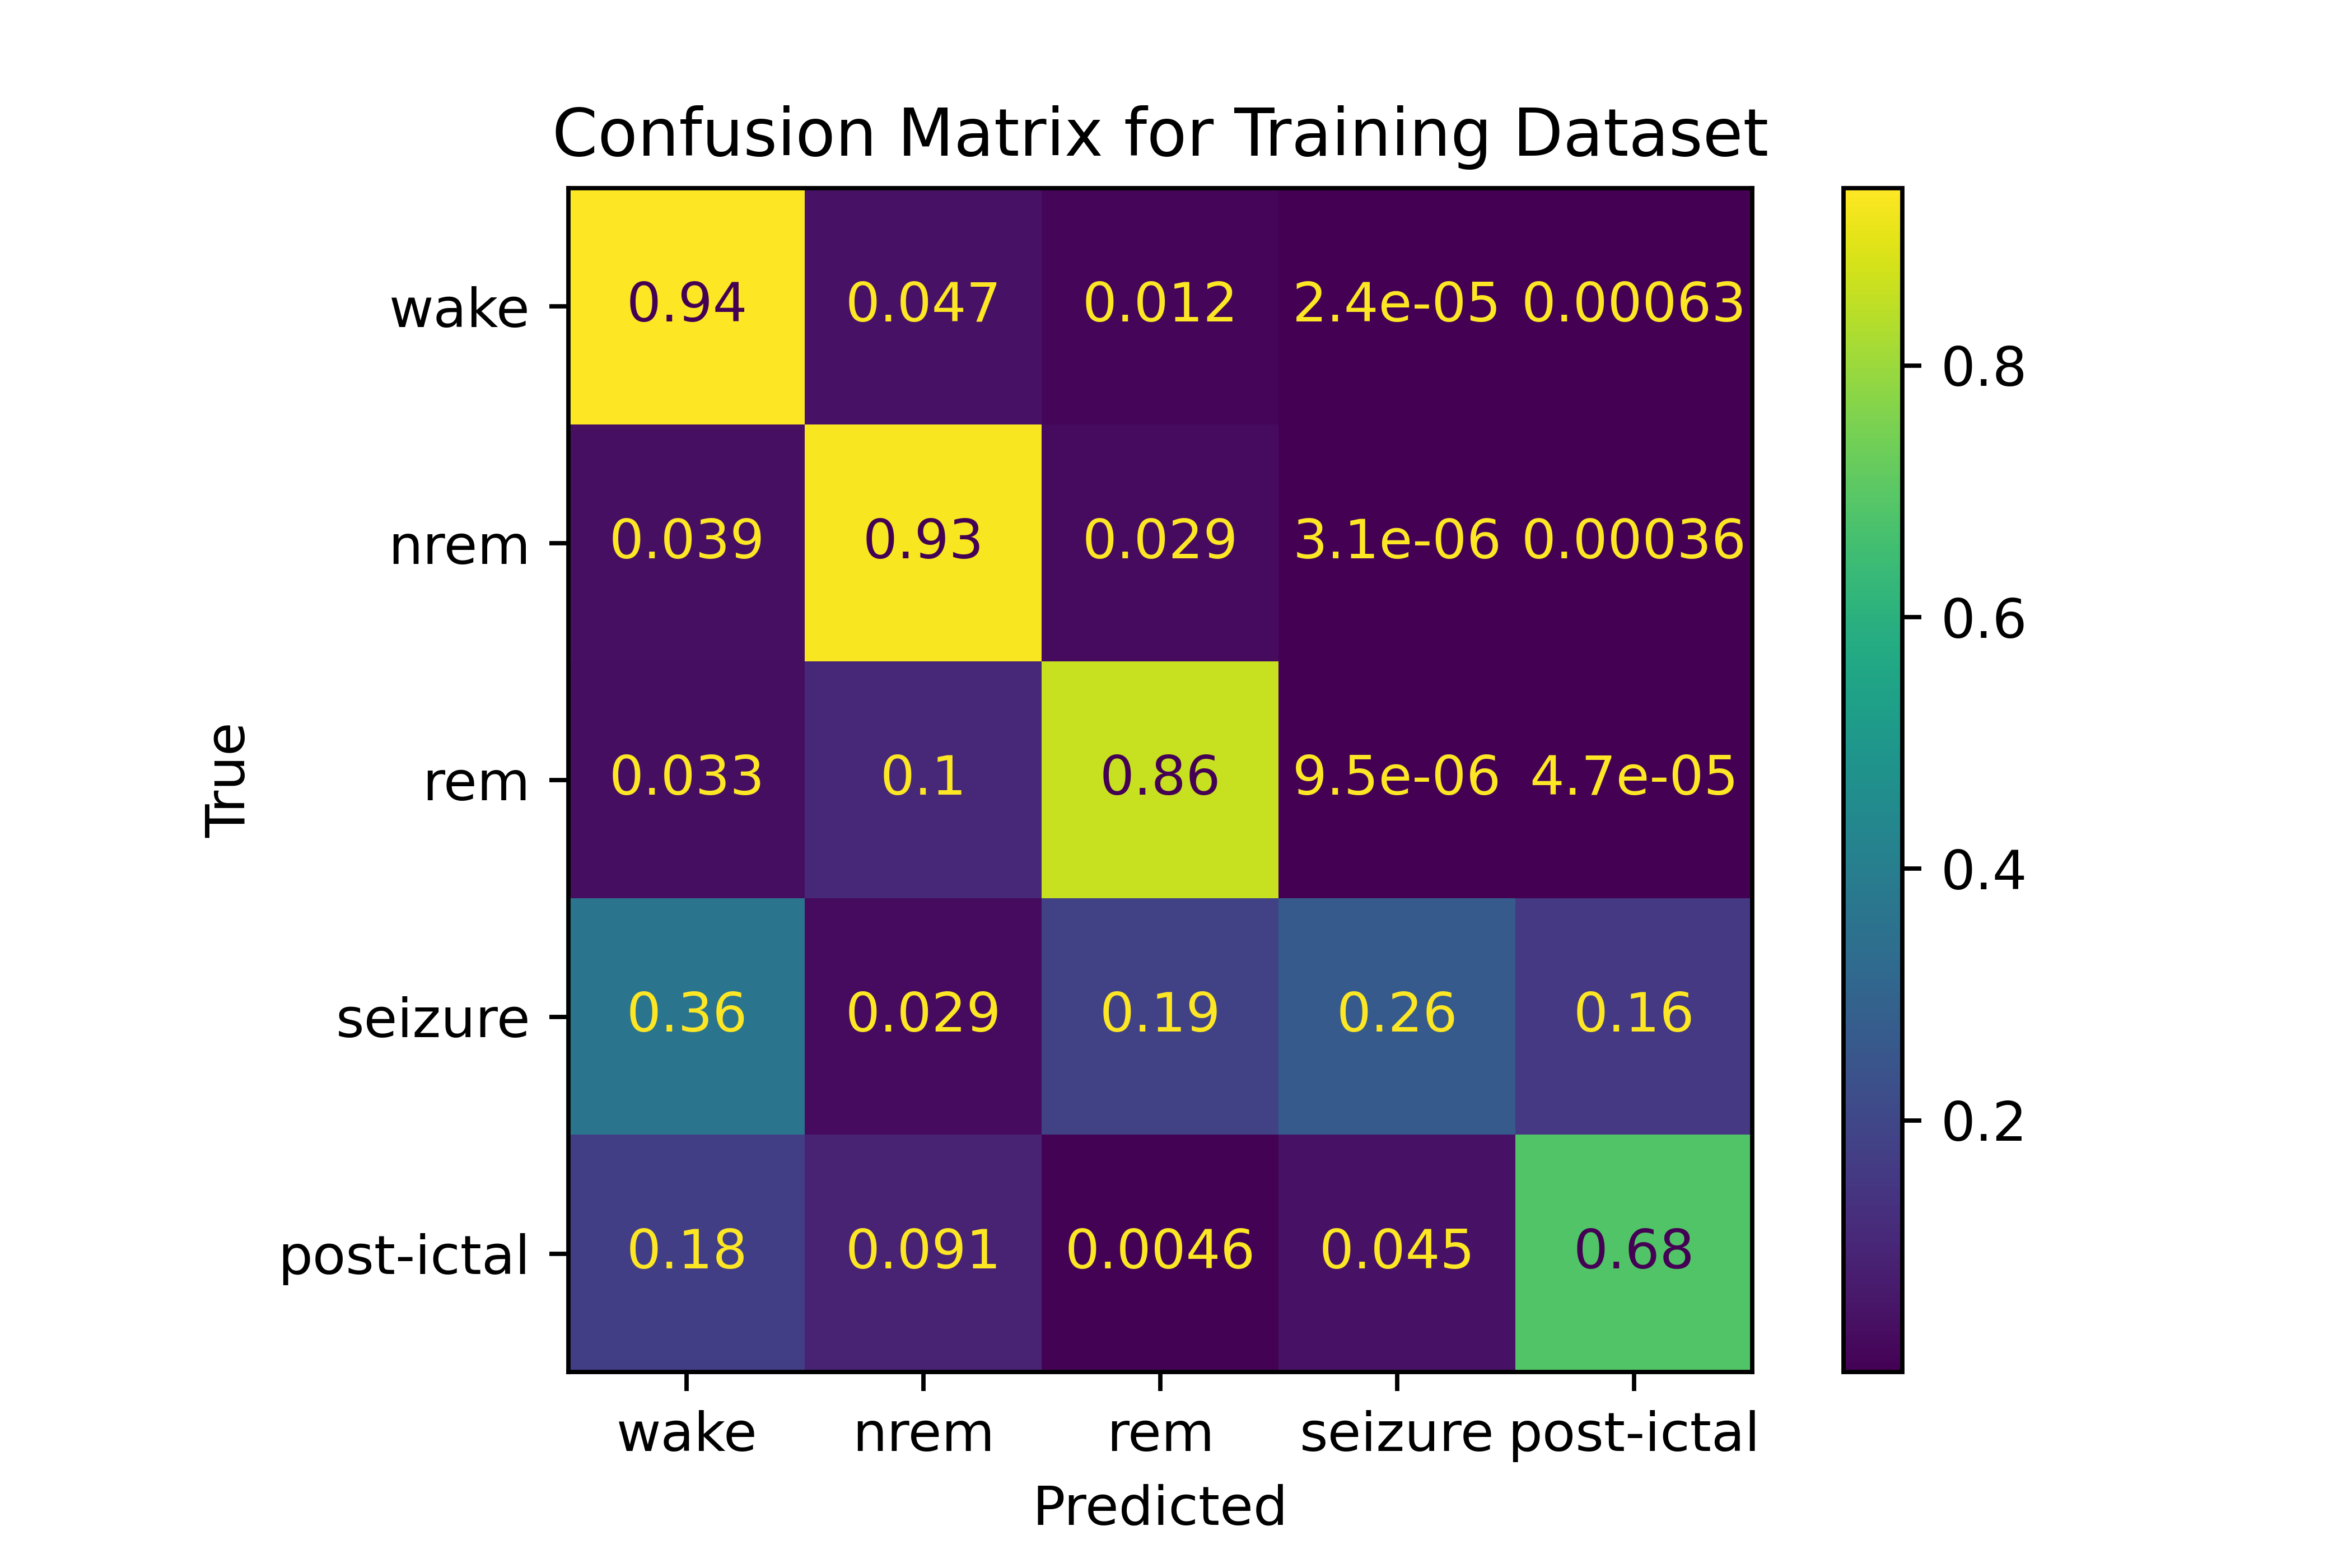 Confusion Matrix for Training Dataset
wake 0.94 0.047 0.012 2.4e-05 0.00063
nrem 0.039 0.93 0.029 3.1e-06 0.00036
rem 0.033 0.1 0.86 9.5e-06 4.7e-05
seizure 0.36 0.029 0.19 0.26 0.16
post-ictal 0.18 0.091 0.0046 0.045 0.68
True
wake nrem rem seizure post-ictal
Predicted
0.8
0.6
0.4
0.2